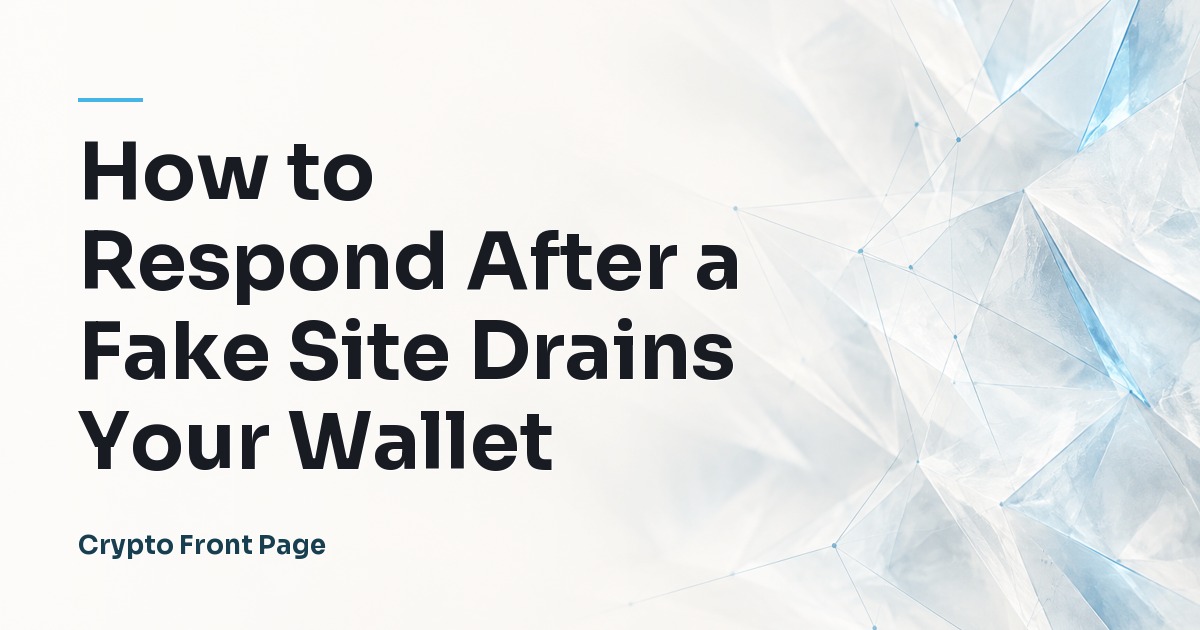 How to
Respond After a
Fake Site Drains
Your Wallet
Crypto Front Page